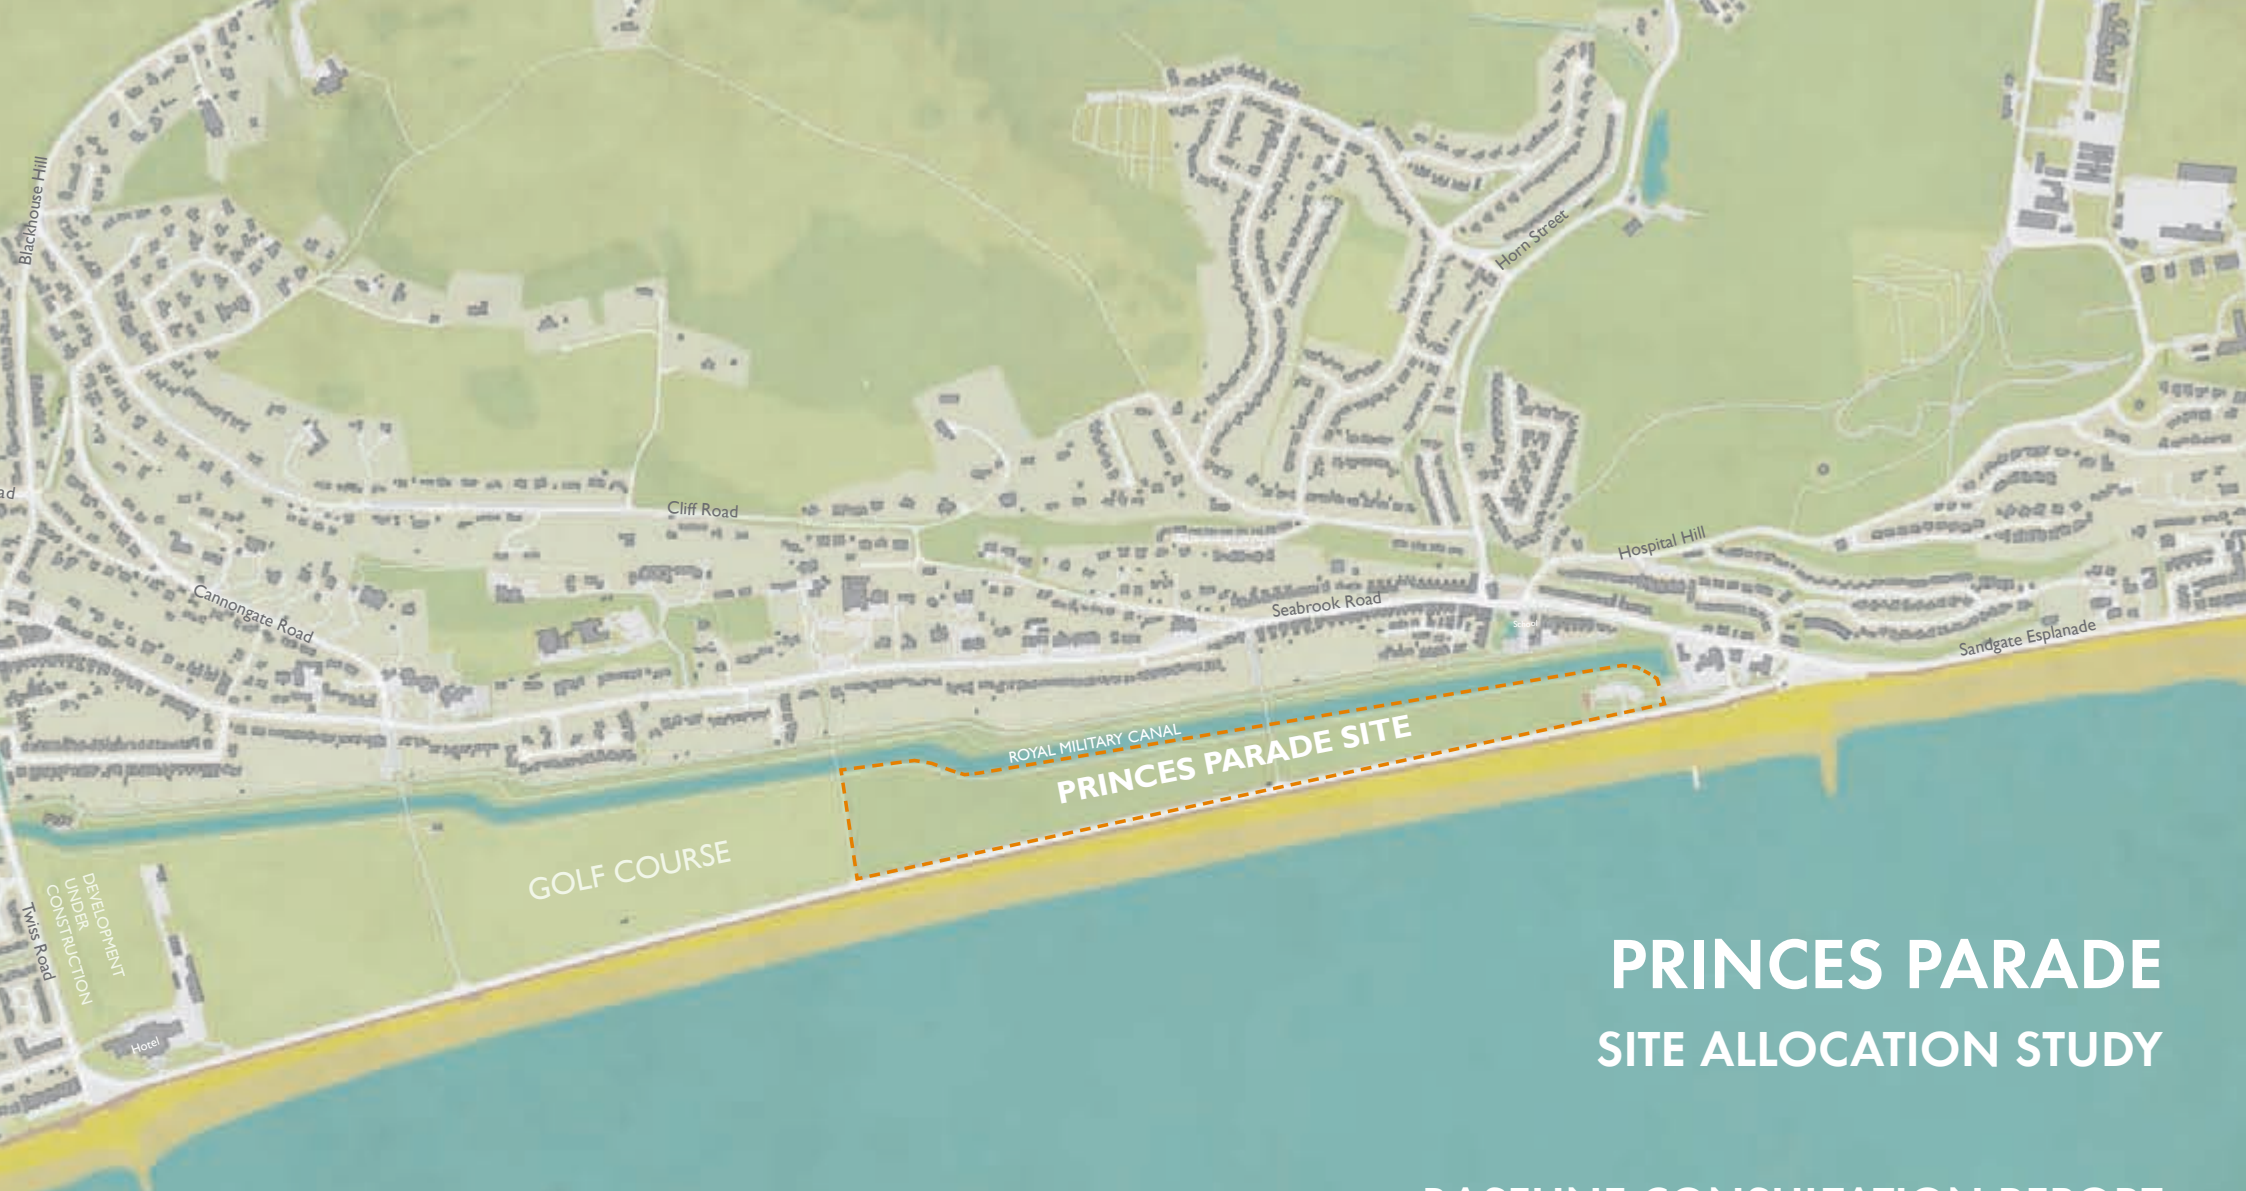 Blackhouse Hill
Horn Street
Cliff Road
Hospital Hill
Cannongate Road
Seabrook Road
School
Sandgate Esplanade
ROYAL MILITARY CANAL
PRINCES PARADE SITE
GOLF COURSE
DEVELOPMENT
UNDER
CONSTRUCTION
Twiss Road
Hotel
PRINCES PARADE
SITE ALLOCATION STUDY